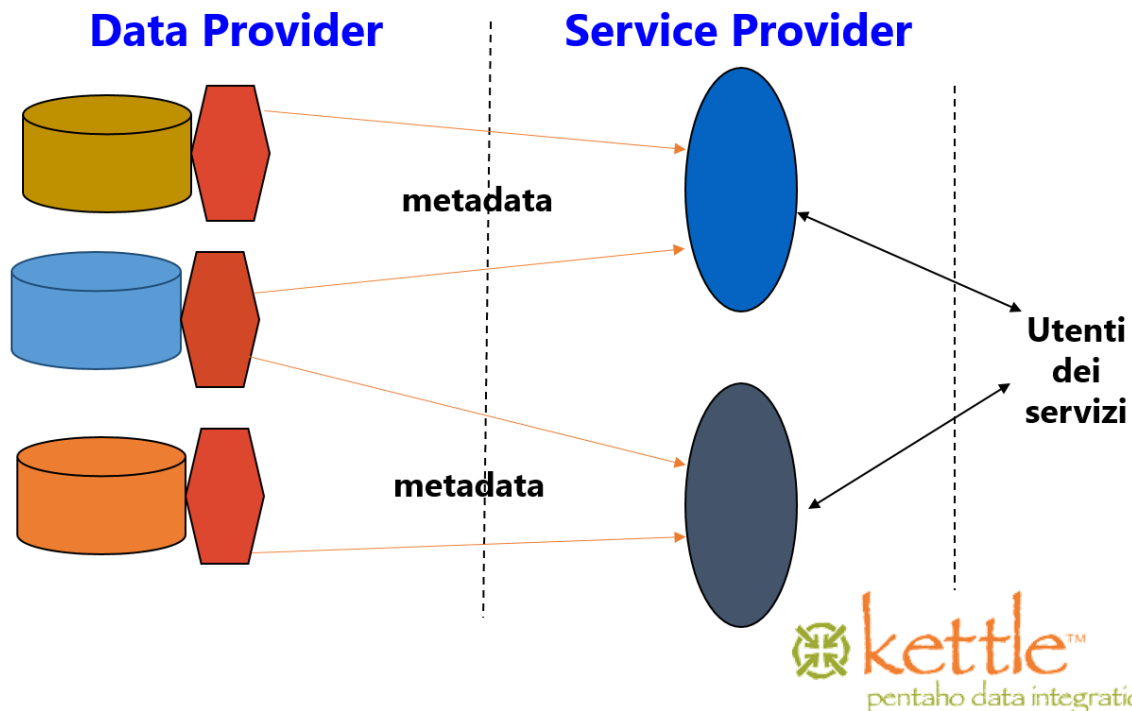 Data Provider
Service Provider
metadata
Utenti
dei
servizi
metadata
kettle™
pentaho data integratio